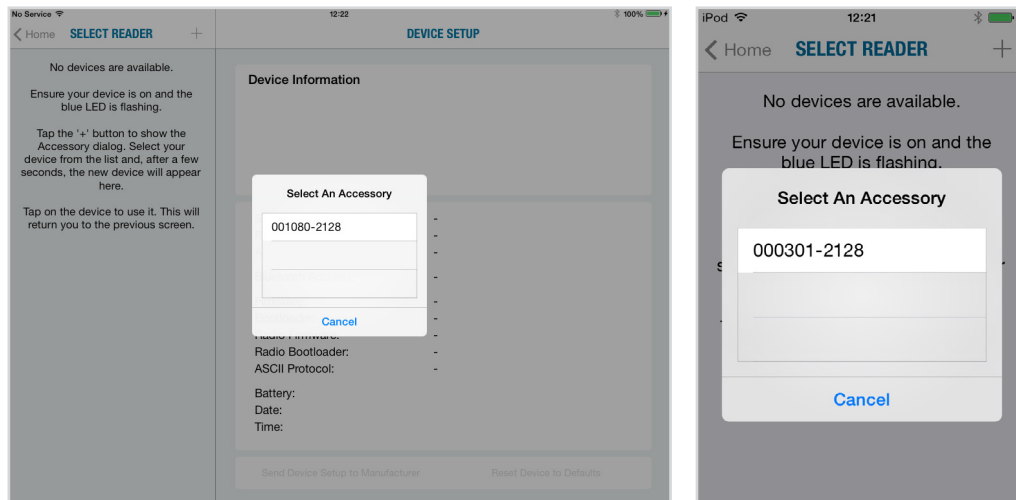 No Service 12:22 100%
Home SELECT READER + DEVICE SETUP
No devices are available.
Ensure your device is on and the
blue LED is flashing.
Tap the '+' button to show the
Accessory dialog. Select your
device from the list and, after a few
seconds, the new device will appear
here.
Tap on the device to use it. This will
return you to the previous screen.
Device Information
Select An Accessory
001080-2128
Cancel
-
-
-
-
-
-
Radio Firmware: -
Radio Bootloader: -
ASCII Protocol: -
Battery:
Date:
Time:
Send Device Setup to Manufacturer Reset Device to Defaults
iPod 12:21
Home SELECT READER +
No devices are available.
Ensure your device is on and the
blue LED is flashing.
Select An Accessory
000301-2128
Cancel